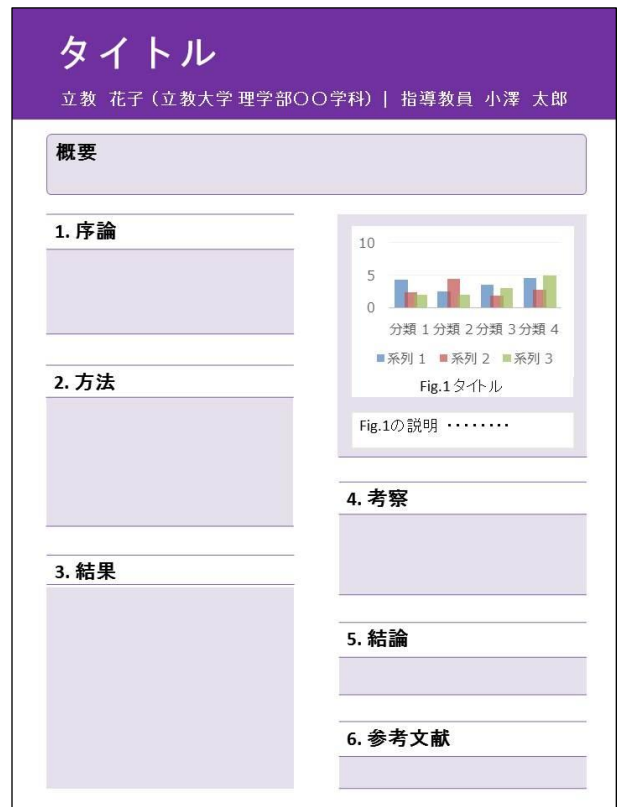 タイトル
立教 花子（立教大学 理学部〇〇学科）| 指導教員 小澤 太郎
概要
1. 序論
2. 方法
3. 結果
10
5
0
分類 1 分類 2 分類 3 分類 4
系列 1 系列 2 系列 3
Fig.1 タイトル
Fig.1の説明 ････････
4. 考察
5. 結論
6. 参考文献